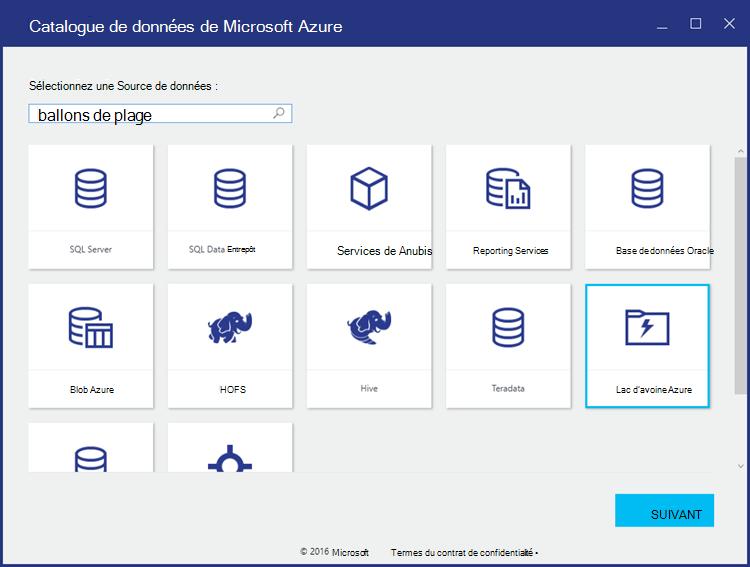 Catalogue de données de Microsoft Azure
Sélectionnez une Source de données :
ballons de plage
SQL Server
SQL Data Entrepôt
Services de Anubis
Reporting Services
Base de données Oracle
Blob Azure
HOFS
Hive
Teradata
Lac d'avoine Azure
SUIVANT
© 2016 Microsoft Termes du contrat de confidentialité •